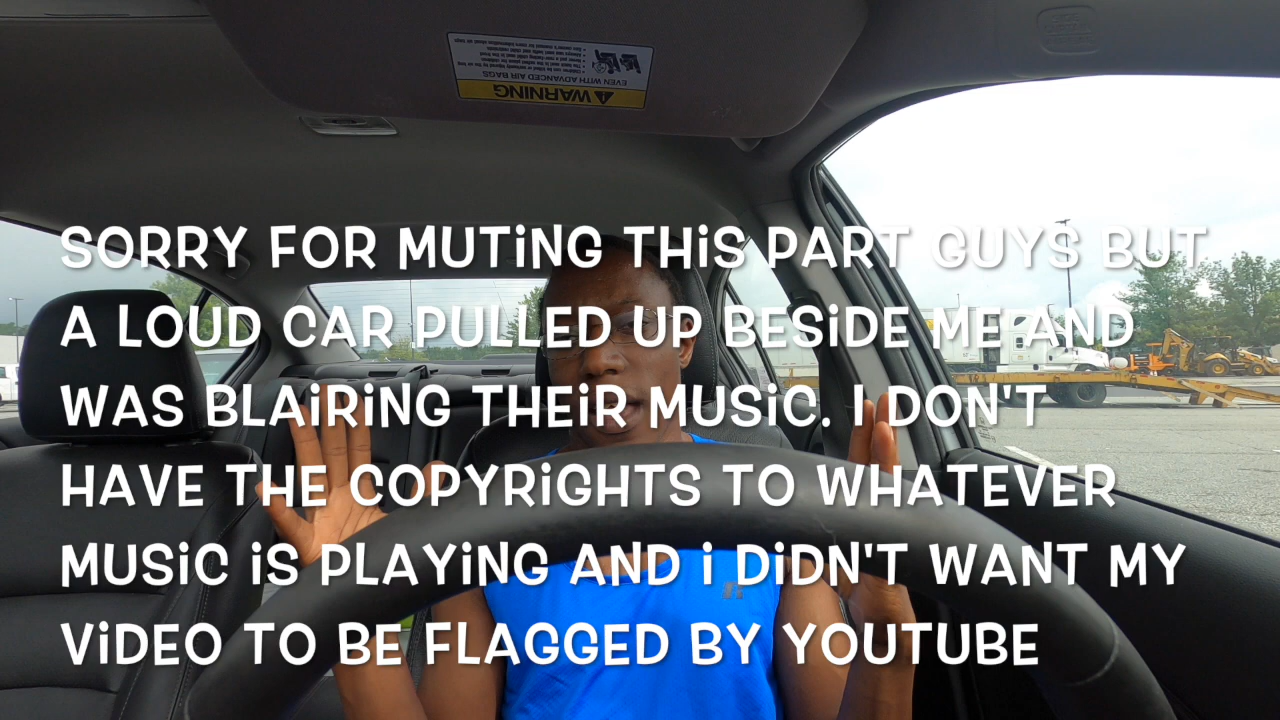 WARNING
EVEN WITH ADVANCED AIR BAGS
SORRY FOR MUTiNG THiS PART GUYS BUT
A LOUD CAR PULLED UP BESiDE ME AND
WAS BLAiRiNG THEiR MUSiC. I DON'T
HAVE THE COPYRiGHTS TO WHATEVER
MUSiC iS PLAYiNG AND i DiDN'T WANT MY
ViDEO TO BE FLAGGED BY YOUTUBE